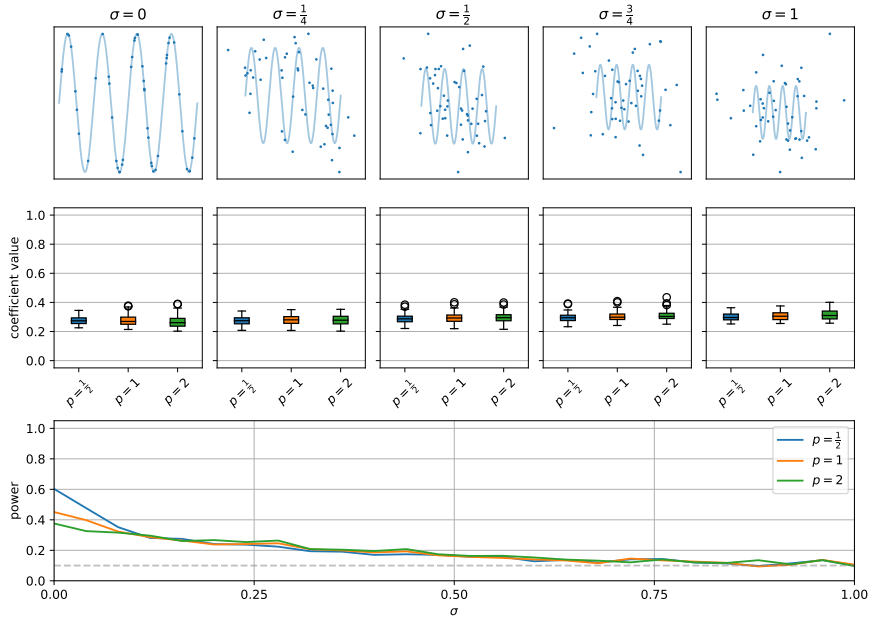 σ = 0
σ = 1/4
σ = 1/2
σ = 3/4
σ = 1
coefficient value
1.0
0.8
0.6
0.4
0.2
0.0
p = 1/2
p = 1
p = 2
p = 1/2
p = 1
p = 2
p = 1/2
p = 1
p = 2
p = 1/2
p = 1
p = 2
p = 1/2
p = 1
p = 2
power
1.0
0.8
0.6
0.4
0.2
0.0
p = 1/2
p = 1
p = 2
0.00
0.25
0.50
0.75
1.00
σ